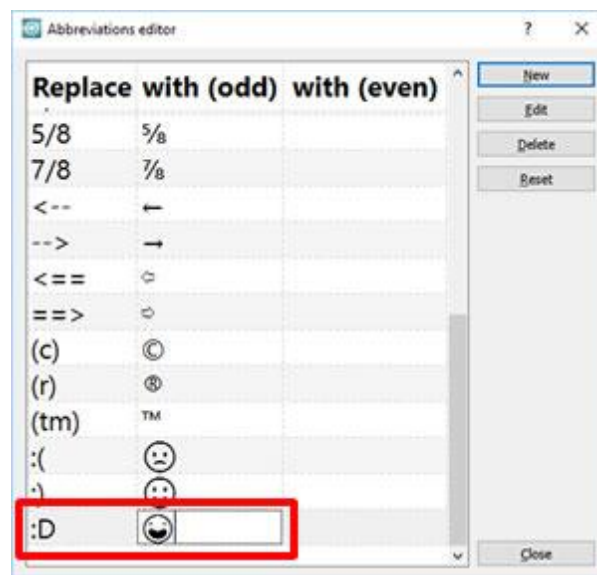 Abbreviations editor ? ×
Replace with (odd) with (even)
New
Edit
Delete
Reset
5/8 ⅝
7/8 ⅞
<-- ←
--> →
<== ⇦
==> ⇨
(c) ©
(r) ®
(tm) ™
:( ☹
:) ☺
:D 😀
Close